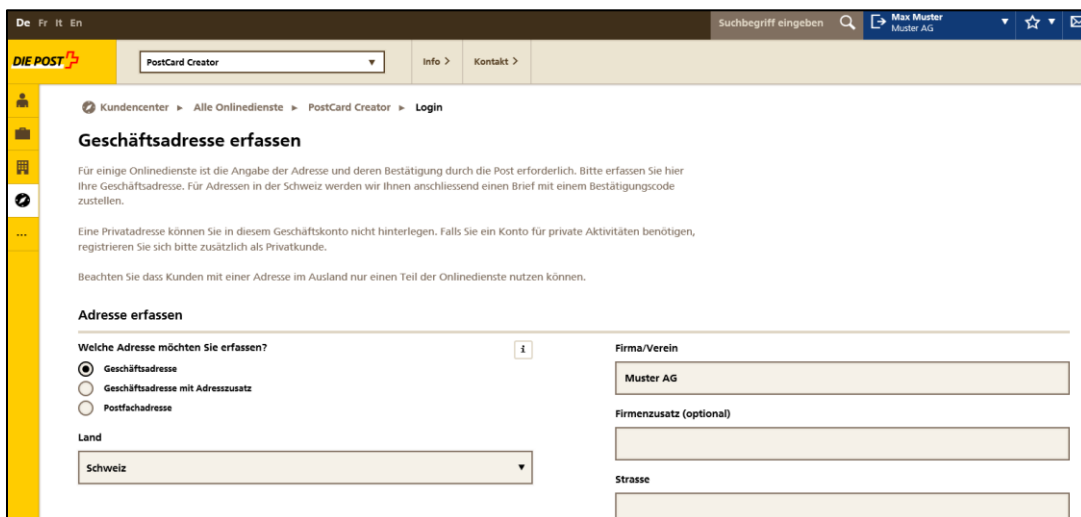 De Fr It En
Suchbegriff eingeben
Max Muster
Muster AG
DIE POST
PostCard Creator
Info >
Kontakt >
Kundencenter ► Alle Onlinedienste ► PostCard Creator ► Login
Geschäftsadresse erfassen
Für einige Onlinedienste ist die Angabe der Adresse und deren Bestätigung durch die Post erforderlich. Bitte erfassen Sie hier
Ihre Geschäftsadresse. Für Adressen in der Schweiz werden wir Ihnen anschliessend einen Brief mit einem Bestätigungscode
zustellen.
Eine Privatadresse können Sie in diesem Geschäftskonto nicht hinterlegen. Falls Sie ein Konto für private Aktivitäten benötigen,
registrieren Sie sich bitte zusätzlich als Privatkunde.
Beachten Sie dass Kunden mit einer Adresse im Ausland nur einen Teil der Onlinedienste nutzen können.
Adresse erfassen
Welche Adresse möchten Sie erfassen?
i
Geschäftsadresse
Geschäftsadresse mit Adresszusatz
Postfachadresse
Land
Schweiz
Firma/Verein
Muster AG
Firmenzusatz (optional)
Strasse